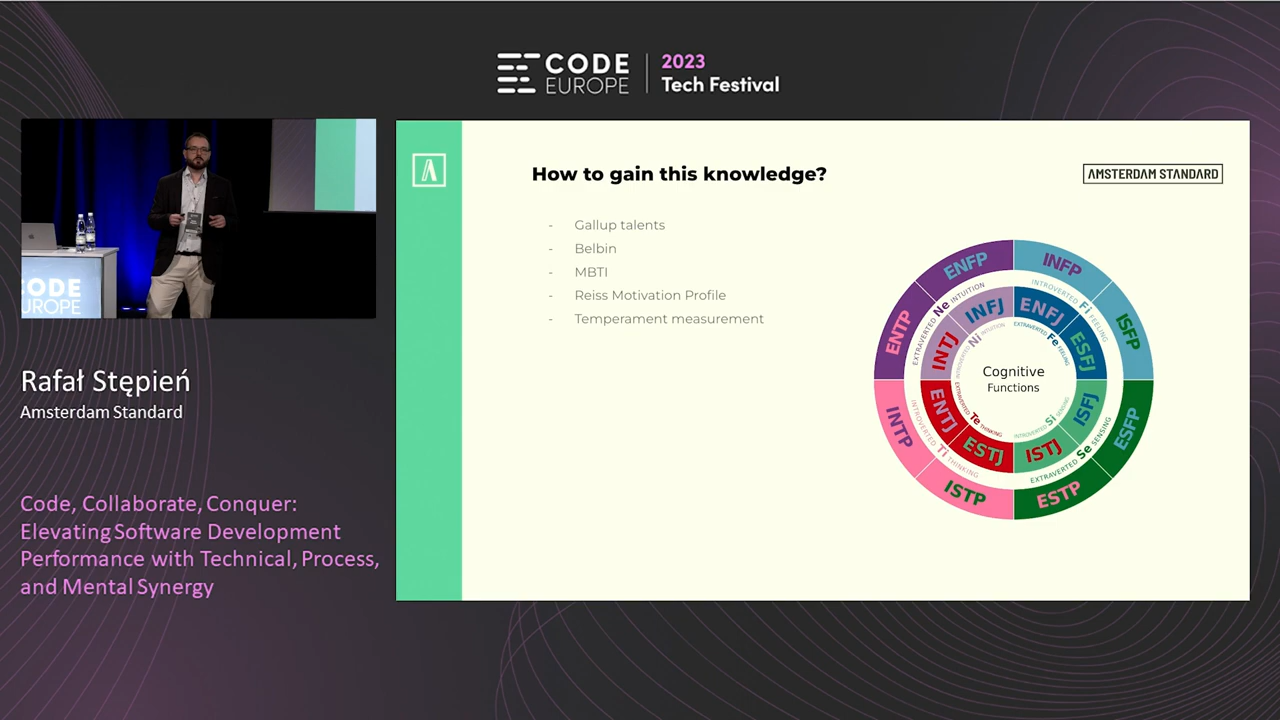 CODE EUROPE | 2023 Tech Festival
How to gain this knowledge?
AMSTERDAM STANDARD
- Gallup talents
- Belbin
- MBTI
- Reiss Motivation Profile
- Temperament measurement
ENFP
INFP
ISFP
ESFP
ESTP
ISTP
INTP
ENTP
EXTRAVERTED Ne INTUITION
INTROVERTED Fi FEELING
EXTRAVERTED Se SENSING
INTROVERTED Ti THINKING
INFJ
ENFJ
ESFJ
ISFJ
ISTJ
ESTJ
ENTJ
INTJ
INTROVERTED Ni INTUITION
EXTRAVERTED Fe FEELING
INTROVERTED Si SENSING
EXTRAVERTED Te THINKING
Cognitive
Functions
ODE
UROPE
Rafał Stępień
Amsterdam Standard
Code, Collaborate, Conquer:
Elevating Software Development
Performance with Technical, Process,
and Mental Synergy